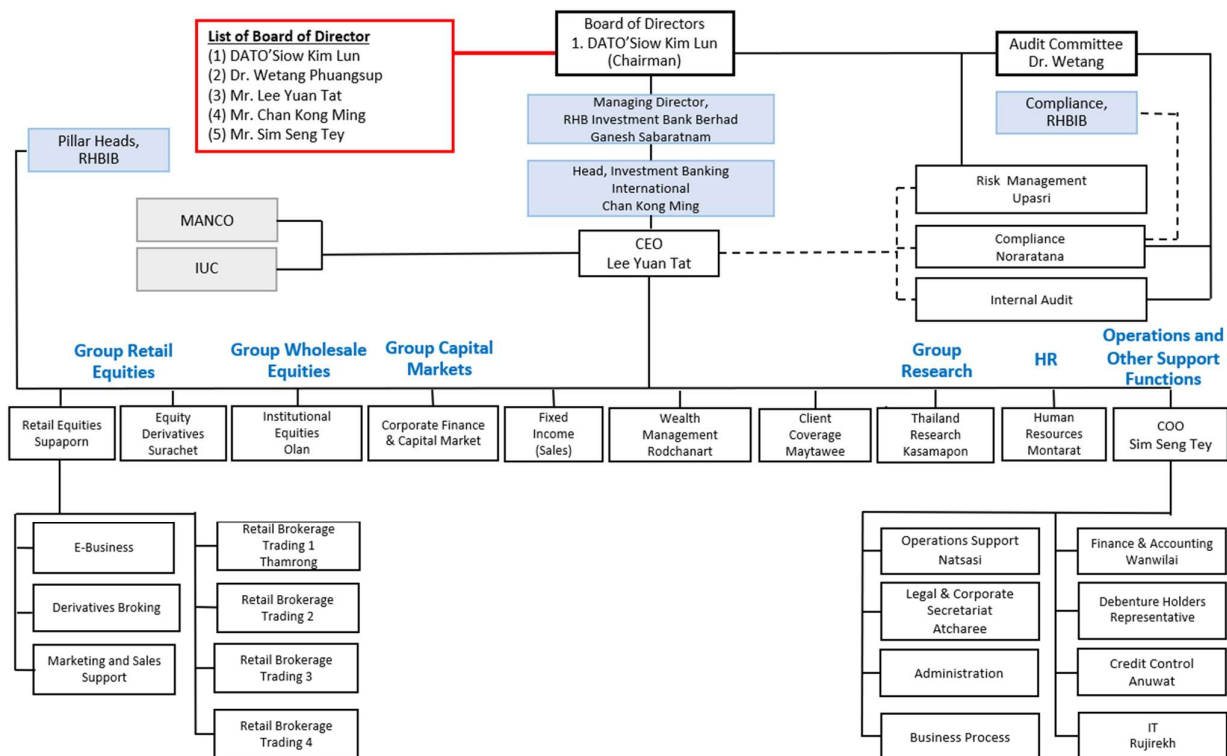 List of Board of Director
(1) DATO'Siow Kim Lun
(2) Dr. Wetang Phuangsup
(3) Mr. Lee Yuan Tat
(4) Mr. Chan Kong Ming
(5) Mr. Sim Seng Tey
Board of Directors
1. DATO'Siow Kim Lun
(Chairman)
Audit Committee
Dr. Wetang
Managing Director,
RHB Investment Bank Berhad
Ganesh Sabaratnam
Compliance,
RHBIB
Pillar Heads,
RHBIB
Head, Investment Banking
International
Chan Kong Ming
Risk Management
Upasri
MANCO
IUC
CEO
Lee Yuan Tat
Compliance
Noraratana
Internal Audit
Group Retail
Equities
Group Wholesale
Equities
Group Capital
Markets
Group
Research
HR
Operations and
Other Support
Functions
Retail Equities
Supaporn
Equity
Derivatives
Surachet
Institutional
Equities
Olan
Corporate Finance
& Capital Market
Fixed
Income
(Sales)
Wealth
Management
Rodchanart
Client
Coverage
Maytawee
Thailand
Research
Kasamapon
Human
Resources
Montarat
COO
Sim Seng Tey
E-Business
Derivatives Broking
Marketing and Sales
Support
Retail Brokerage
Trading 1
Thamrong
Retail Brokerage
Trading 2
Retail Brokerage
Trading 3
Retail Brokerage
Trading 4
Operations Support
Natsasi
Legal & Corporate
Secretariat
Atcharee
Administration
Business Process
Finance & Accounting
Wanwilai
Debenture Holders
Representative
Credit Control
Anuwat
IT
Rujirekh